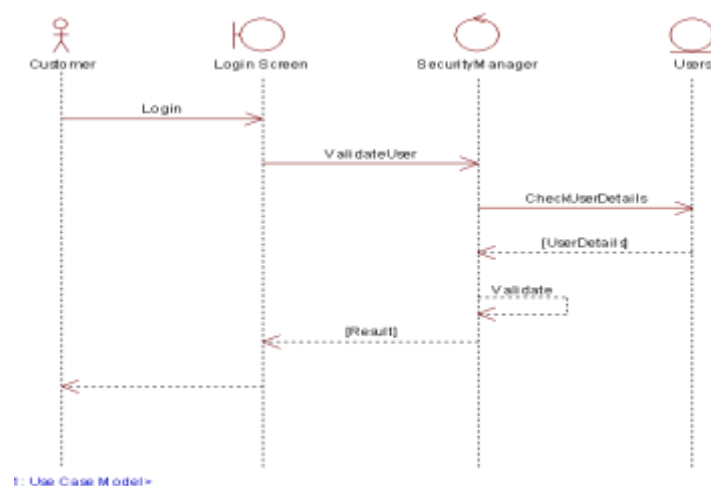 Customer
Login Screen
SecurityManager
Users
Login
ValidateUser
CheckUserDetails
[UserDetails]
Validate
[Result]
1: Use Case Model>